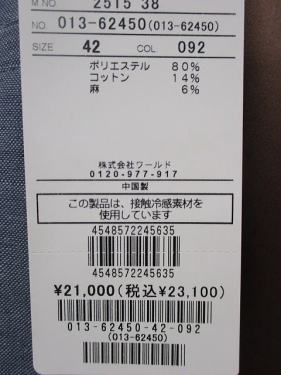 M NO. 2515 38
NO. 013-62450(013-62450)
SIZE 42 COL 092
ポリエステル 80%
コットン 14%
麻 6%
株式会社ワールド
0120-977-917
中国製
この製品は、接触冷感素材を
使用しています
4548572245635
4548572245635
¥21,000(税込¥23,100)
013-62450-42-092
(013-62450)